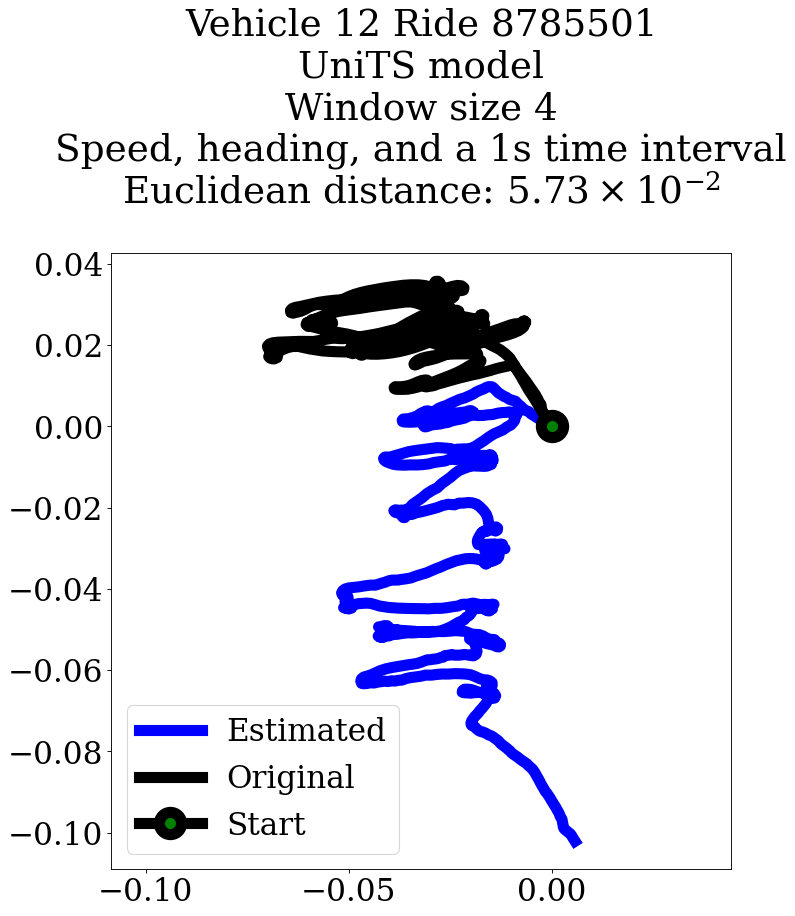 Vehicle 12 Ride 8785501
UniTS model
Window size 4
Speed, heading, and a 1s time interval
Euclidean distance: 5.73 × 10⁻²
0.04
0.02
0.00
−0.02
−0.04
−0.06
−0.08
−0.10
Estimated
Original
Start
−0.10 −0.05 0.00